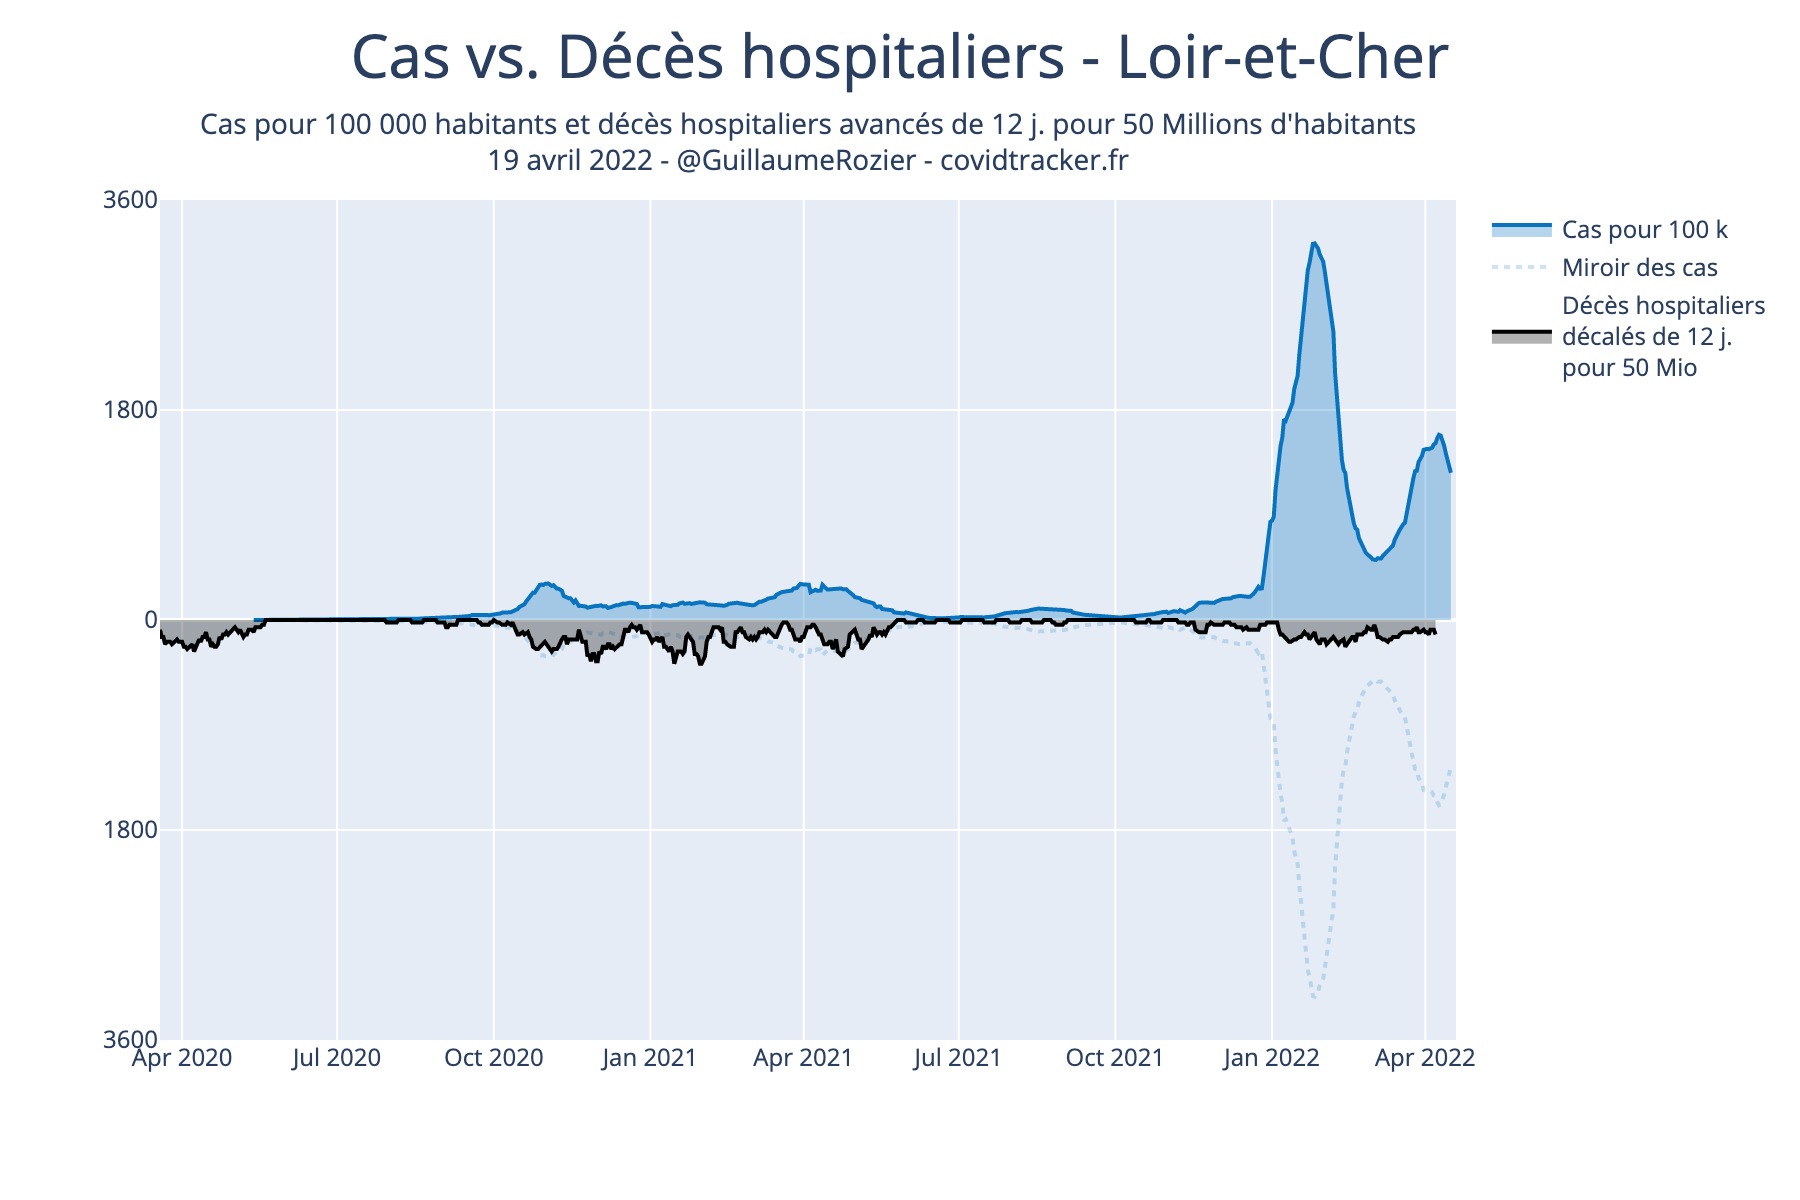 Cas vs. Décès hospitaliers - Loir-et-Cher
Cas pour 100 000 habitants et décès hospitaliers avancés de 12 j. pour 50 Millions d'habitants
19 avril 2022 - @GuillaumeRozier - covidtracker.fr
3600
1800
0
1800
3600
Apr 2020
Jul 2020
Oct 2020
Jan 2021
Apr 2021
Jul 2021
Oct 2021
Jan 2022
Apr 2022
Cas pour 100 k
Miroir des cas
Décès hospitaliers
décalés de 12 j.
pour 50 Mio